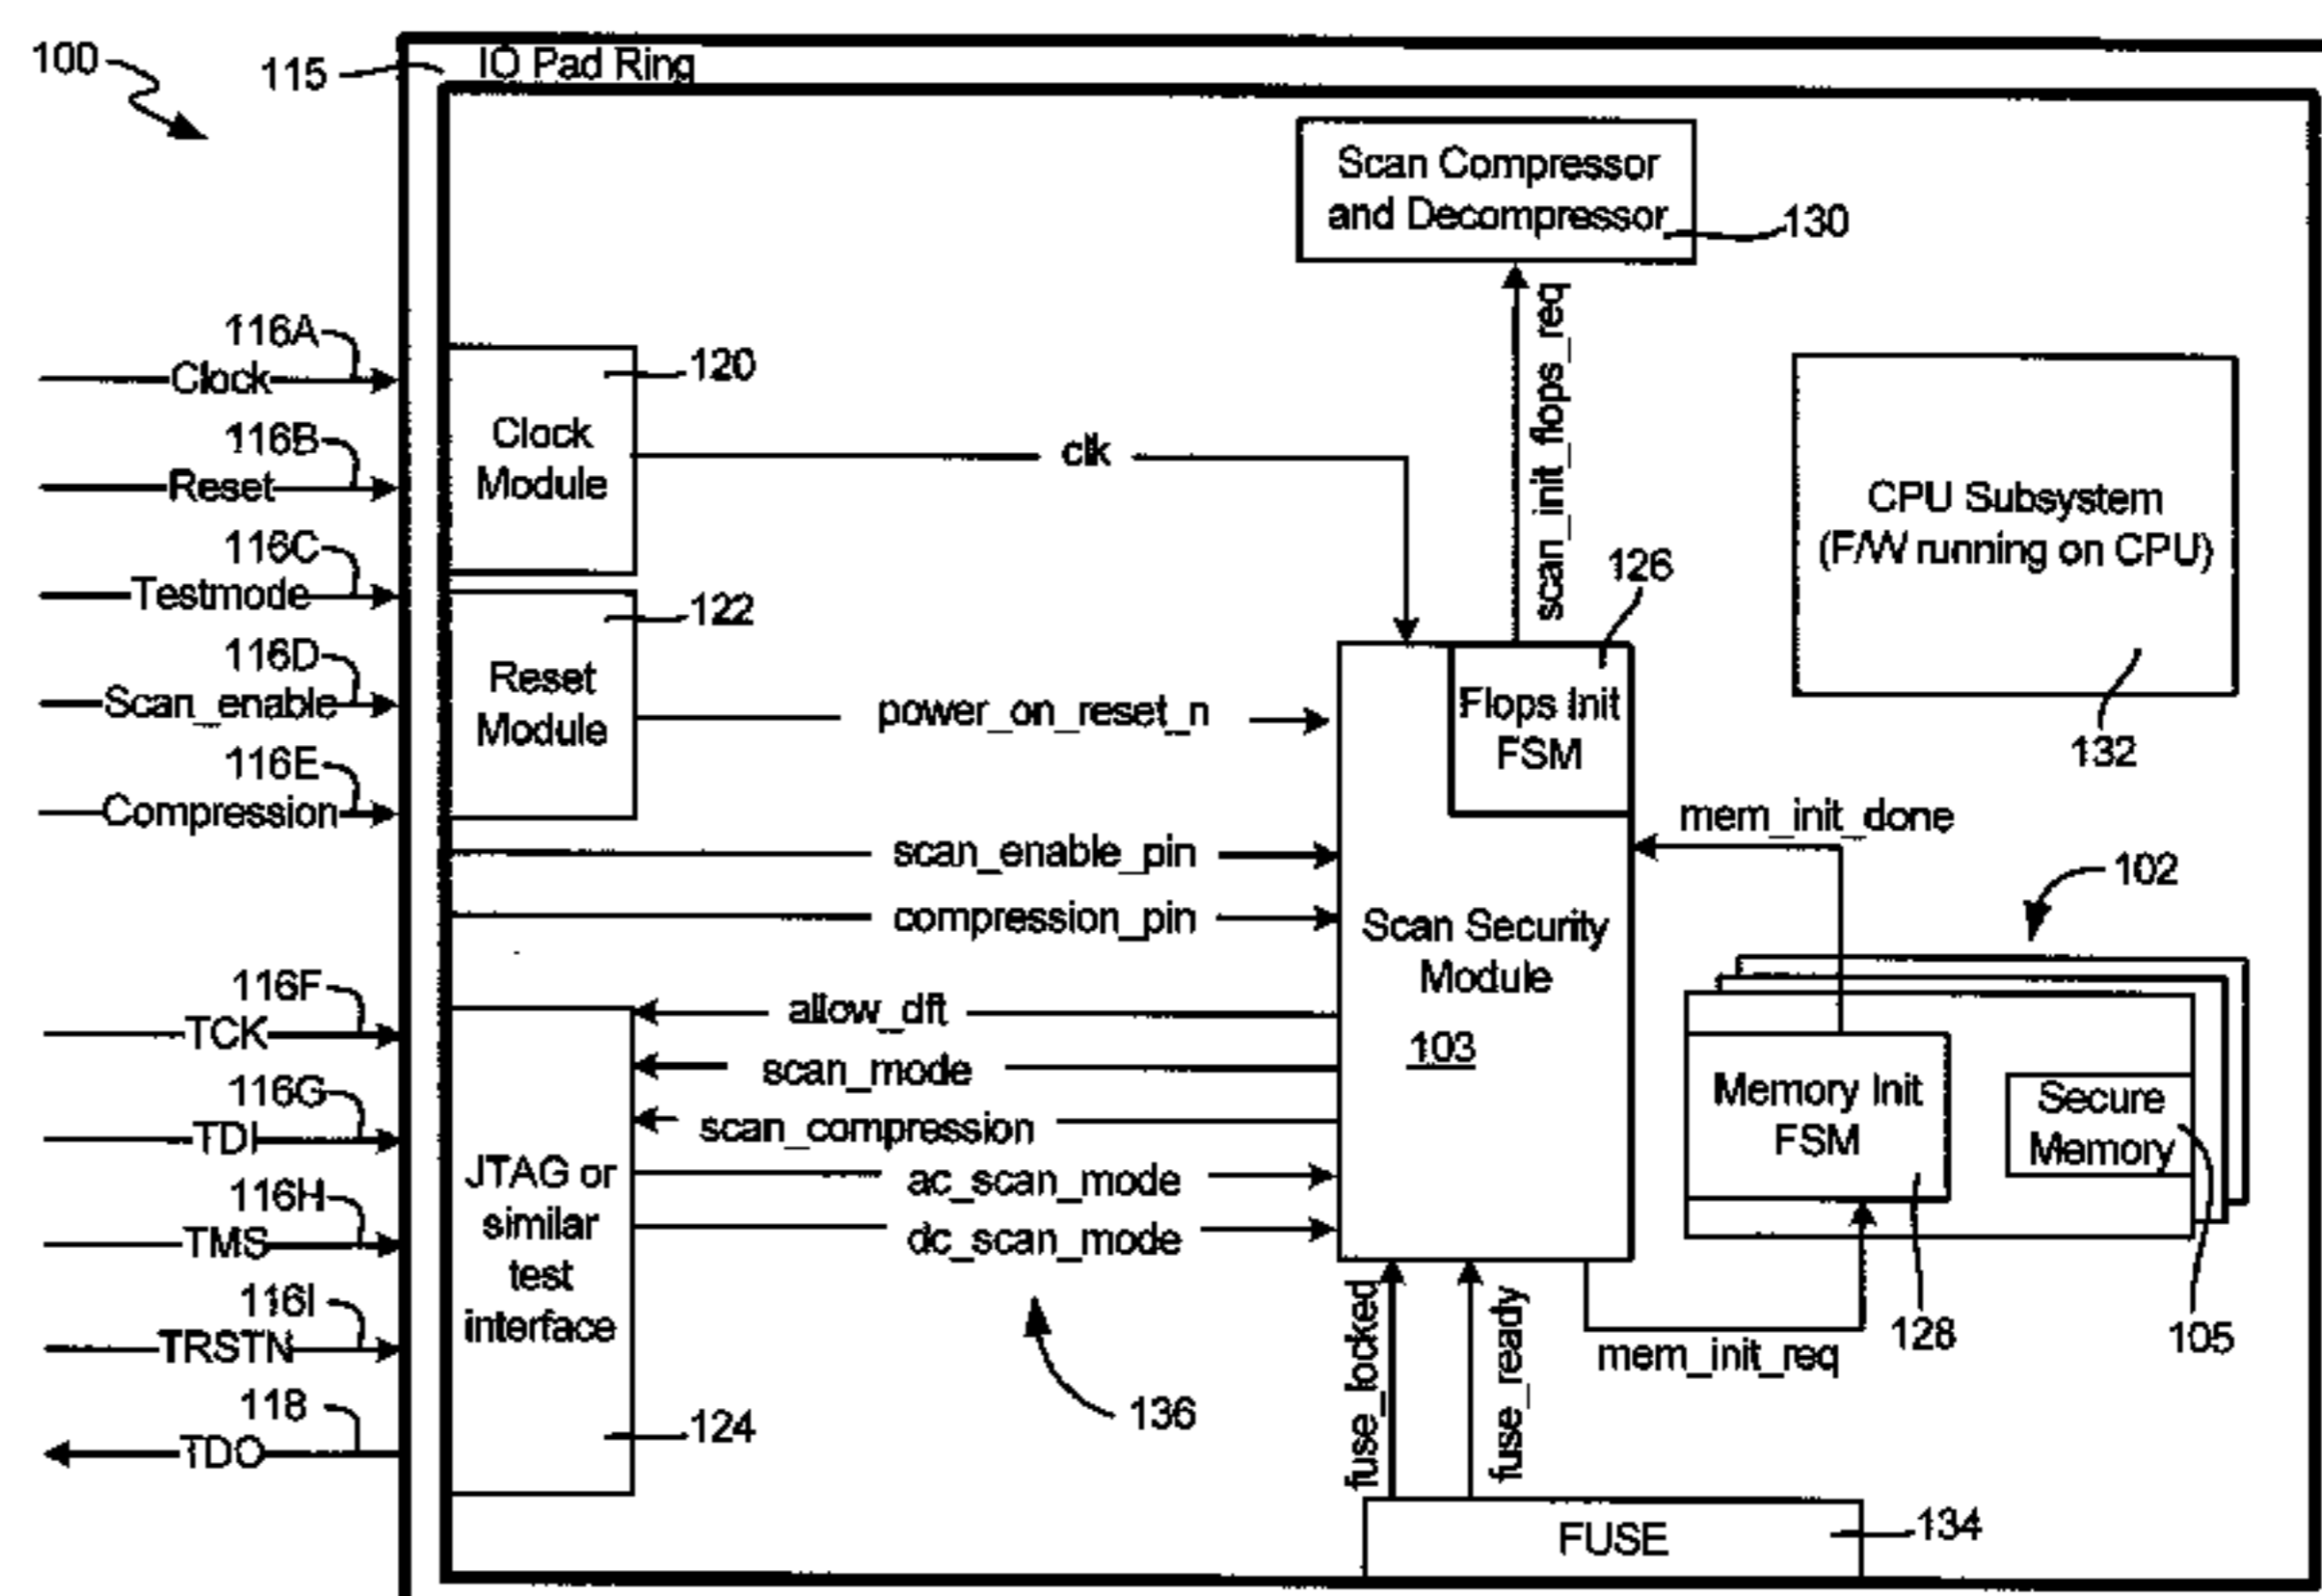 100
115
IO Pad Ring
Scan Compressor
and Decompressor
130
116A
Clock
116B
Reset
116C
Testmode
116D
Scan_enable
116E
Compression
116F
TCK
116G
TDI
116H
TMS
116I
TRSTN
118
TDO
120
Clock
Module
clk
scan_init_flops_req
122
Reset
Module
power_on_reset_n
scan_enable_pin
compression_pin
allow_dft
scan_mode
scan_compression
ac_scan_mode
dc_scan_mode
JTAG or
similar
test
interface
124
136
126
Flops Init
FSM
Scan Security
Module
103
CPU Subsystem
(F/W running on CPU)
132
mem_init_done
102
Memory Init
FSM
Secure
Memory
128
105
mem_init_req
fuse_locked
fuse_ready
FUSE
134